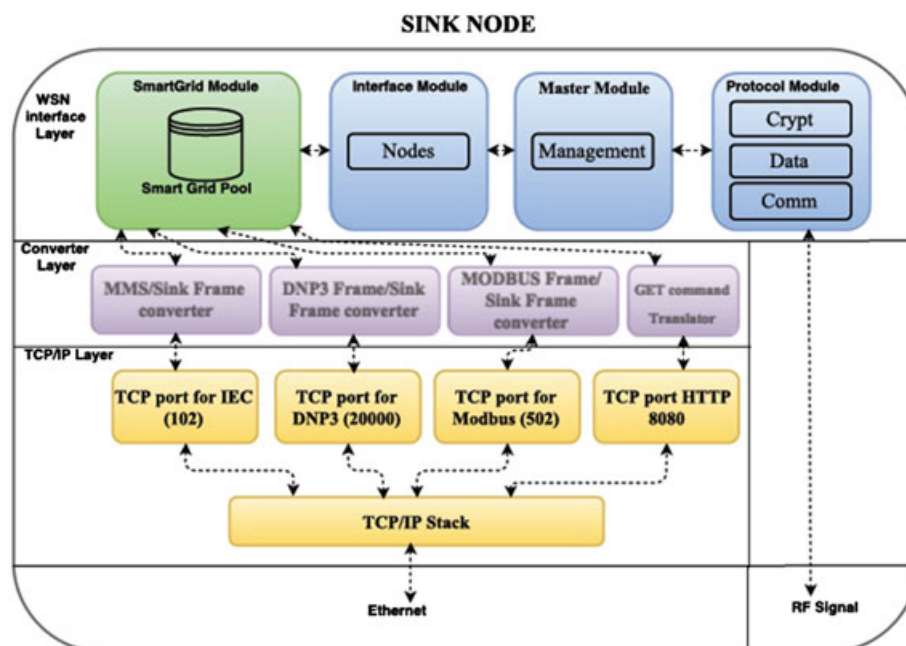 SINK NODE
WSN
interface
Layer
SmartGrid Module
Smart Grid Pool
Interface Module
Nodes
Master Module
Management
Protocol Module
Crypt
Data
Comm
Converter
Layer
MMS/Sink Frame
converter
DNP3 Frame/Sink
Frame converter
MODBUS Frame/
Sink Frame
converter
GET command
Translator
TCP/IP Layer
TCP port for IEC
(102)
TCP port for
DNP3 (20000)
TCP port for
Modbus (502)
TCP port HTTP
8080
TCP/IP Stack
Ethernet
RF Signal